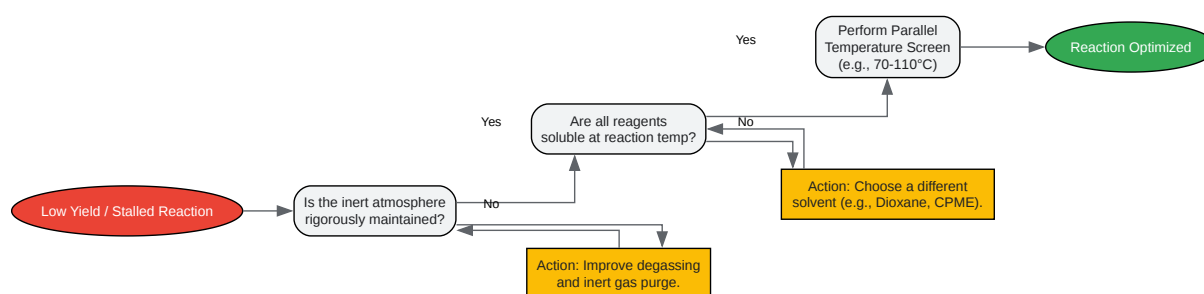 Yes
Perform Parallel
Temperature Screen
(e.g., 70-110°C)
Reaction Optimized
Yes
Are all reagents
soluble at reaction temp?
No
Low Yield / Stalled Reaction
Is the inert atmosphere
rigorously maintained?
No
Action: Choose a different
solvent (e.g., Dioxane, CPME).
Action: Improve degassing
and inert gas purge.